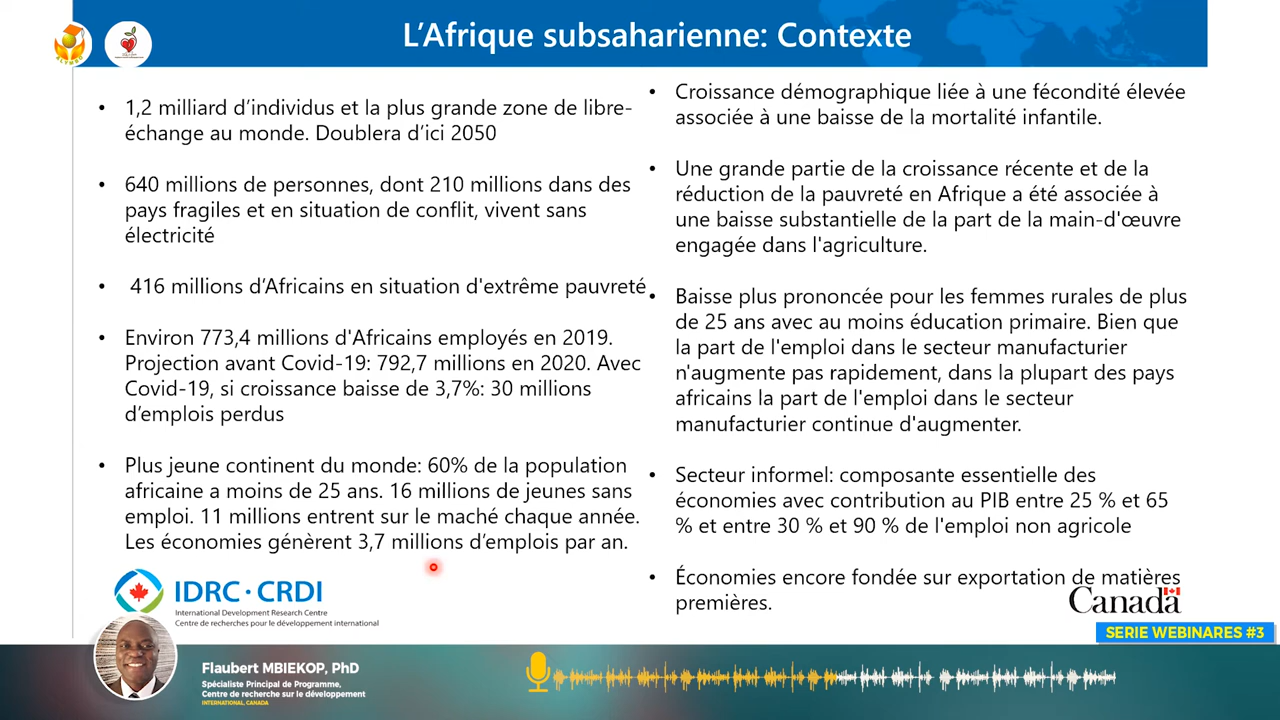 L'Afrique subsaharienne: Contexte
• 1,2 milliard d'individus et la plus grande zone de libre-
échange au monde. Doublera d'ici 2050
• 640 millions de personnes, dont 210 millions dans des
pays fragiles et en situation de conflit, vivent sans
électricité
• 416 millions d'Africains en situation d'extrême pauvreté
• Environ 773,4 millions d'Africains employés en 2019.
Projection avant Covid-19: 792,7 millions en 2020. Avec
Covid-19, si croissance baisse de 3,7%: 30 millions
d'emplois perdus
• Plus jeune continent du monde: 60% de la population
africaine a moins de 25 ans. 16 millions de jeunes sans
emploi. 11 millions entrent sur le maché chaque année.
Les économies génèrent 3,7 millions d'emplois par an.
• Croissance démographique liée à une fécondité élevée
associée à une baisse de la mortalité infantile.
• Une grande partie de la croissance récente et de la
réduction de la pauvreté en Afrique a été associée à
une baisse substantielle de la part de la main-d'œuvre
engagée dans l'agriculture.
• Baisse plus prononcée pour les femmes rurales de plus
de 25 ans avec au moins éducation primaire. Bien que
la part de l'emploi dans le secteur manufacturier
n'augmente pas rapidement, dans la plupart des pays
africains la part de l'emploi dans le secteur
manufacturier continue d'augmenter.
• Secteur informel: composante essentielle des
économies avec contribution au PIB entre 25 % et 65
% et entre 30 % et 90 % de l'emploi non agricole
• Économies encore fondée sur exportation de matières
premières.
IDRC · CRDI
International Development Research Centre
Centre de recherches pour le développement international
Canada
SERIE WEBINARES #3
Flaubert MBIEKOP, PhD
Spécialiste Principal de Programme,
Centre de recherche sur le développement
INTERNATIONAL, CANADA